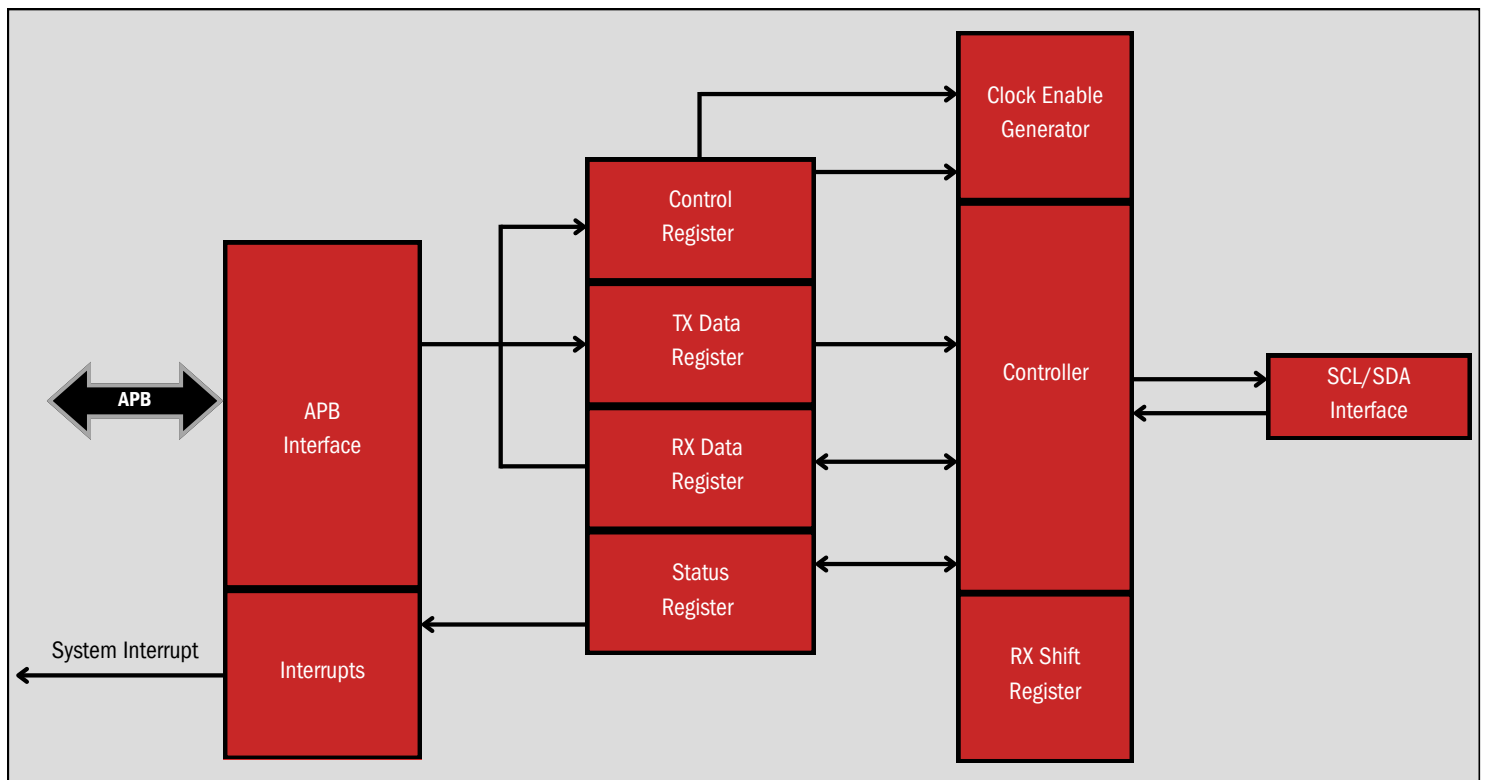 Clock Enable
Generator
Control
Register
TX Data
Register
Controller
SCL/SDA
Interface
APB
APB
Interface
RX Data
Register
Status
Register
System Interrupt
Interrupts
RX Shift
Register